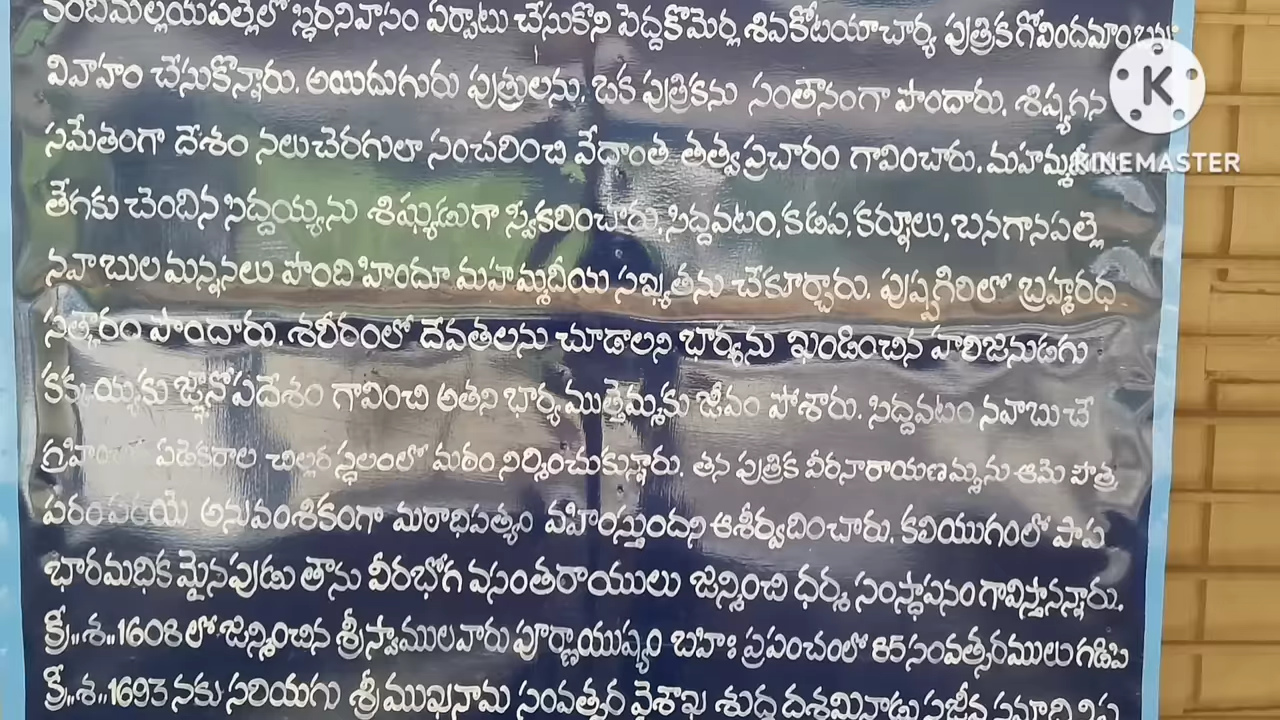 కందిమల్లయపల్లెలో స్థిరనివాసం ఏర్పాటు చేసుకొని పెద్దకొమెర్ల శివకోటయాచార్య పుత్రిక గోవిందమాంబను
వివాహం చేసుకొన్నారు. అయిదుగురు పుత్రులను, ఒక పుత్రికను సంతానంగా పొందారు. శిష్యగన
సమేతంగా దేశం నలుచెరగులా సంచరించి వేదాంత తత్వ ప్రచారం గావించారు. మహమ్మదీయ
తేగకు చెందిన సిద్దయ్యను శిష్యుడుగా స్వీకరించారు. సిద్దవటం, కడప, కర్నూలు, బనగానపల్లె
నవాబుల మన్ననలు పొంది హిందూ మహమ్మదీయ సఖ్యతను చేకూర్చారు. పుష్పగిరిలో బ్రహ్మరధ
సత్కారం పొందారు. శరీరంలో దేవతలను చూడాలని భార్యను ఖండించిన హరిజనుడగు
కక్కయ్యకు జ్ఞానోపదేశం గావించి అతని భార్య ముత్తెమ్మకు జీవం పోశారు. సిద్దవటం నవాబు చే
గ్రహించిన ఏడెకరాల చిల్లర స్థలంలో మఠం నిర్మించుకున్నారు. తన పుత్రిక వీరనారాయణమ్మను ఆమె పౌత్ర
పరంపరయే అనువంశికంగా మఠాధిపత్యం వహిస్తుందని ఆశీర్వదించారు. కలియుగంలో పాప
భారమధిక మైనపుడు తాను వీరభోగ వసంతరాయులు జన్మించి ధర్మ సంస్థాపనం గావిస్తానన్నారు.
క్రీ..శ..1608 లో జన్మించిన శ్రీస్వాములవారు పూర్ణాయుష్యం బహిః ప్రపంచంలో 85 సంవత్సరములు గడిపి
క్రీ..శ..1693 నకు సరియగు శ్రీ ముఖనామ సంవత్సర వైశాఖ శుద్ధ దశమినాడు సజీవ సమాధి
K
KINEMASTER